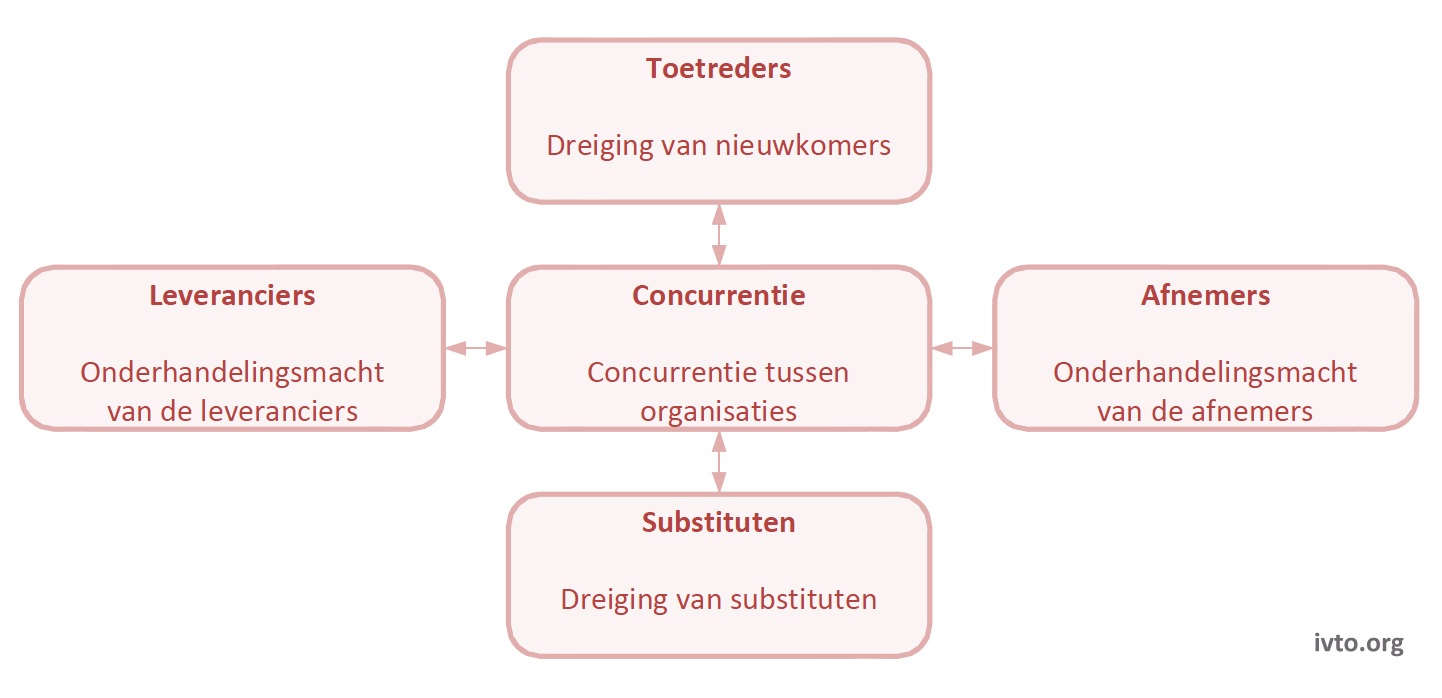 Toetreders
Dreiging van nieuwkomers
Leveranciers
Onderhandelingsmacht
van de leveranciers
Concurrentie
Concurrentie tussen
organisaties
Afnemers
Onderhandelingsmacht
van de afnemers
Substituten
Dreiging van substituten
ivto.org